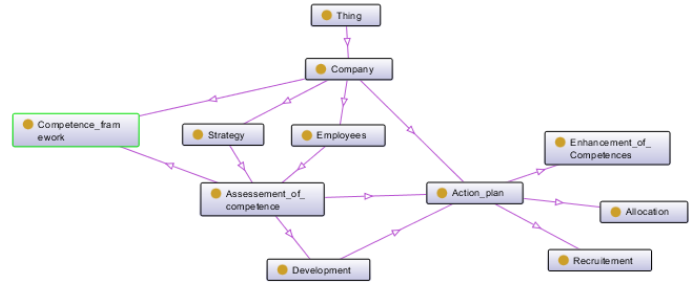 Thing
Company
Competence_fram
ework
Strategy
Employees
Enhancement_of_
Competences
Assessement_of_
competence
Action_plan
Allocation
Development
Recruitement